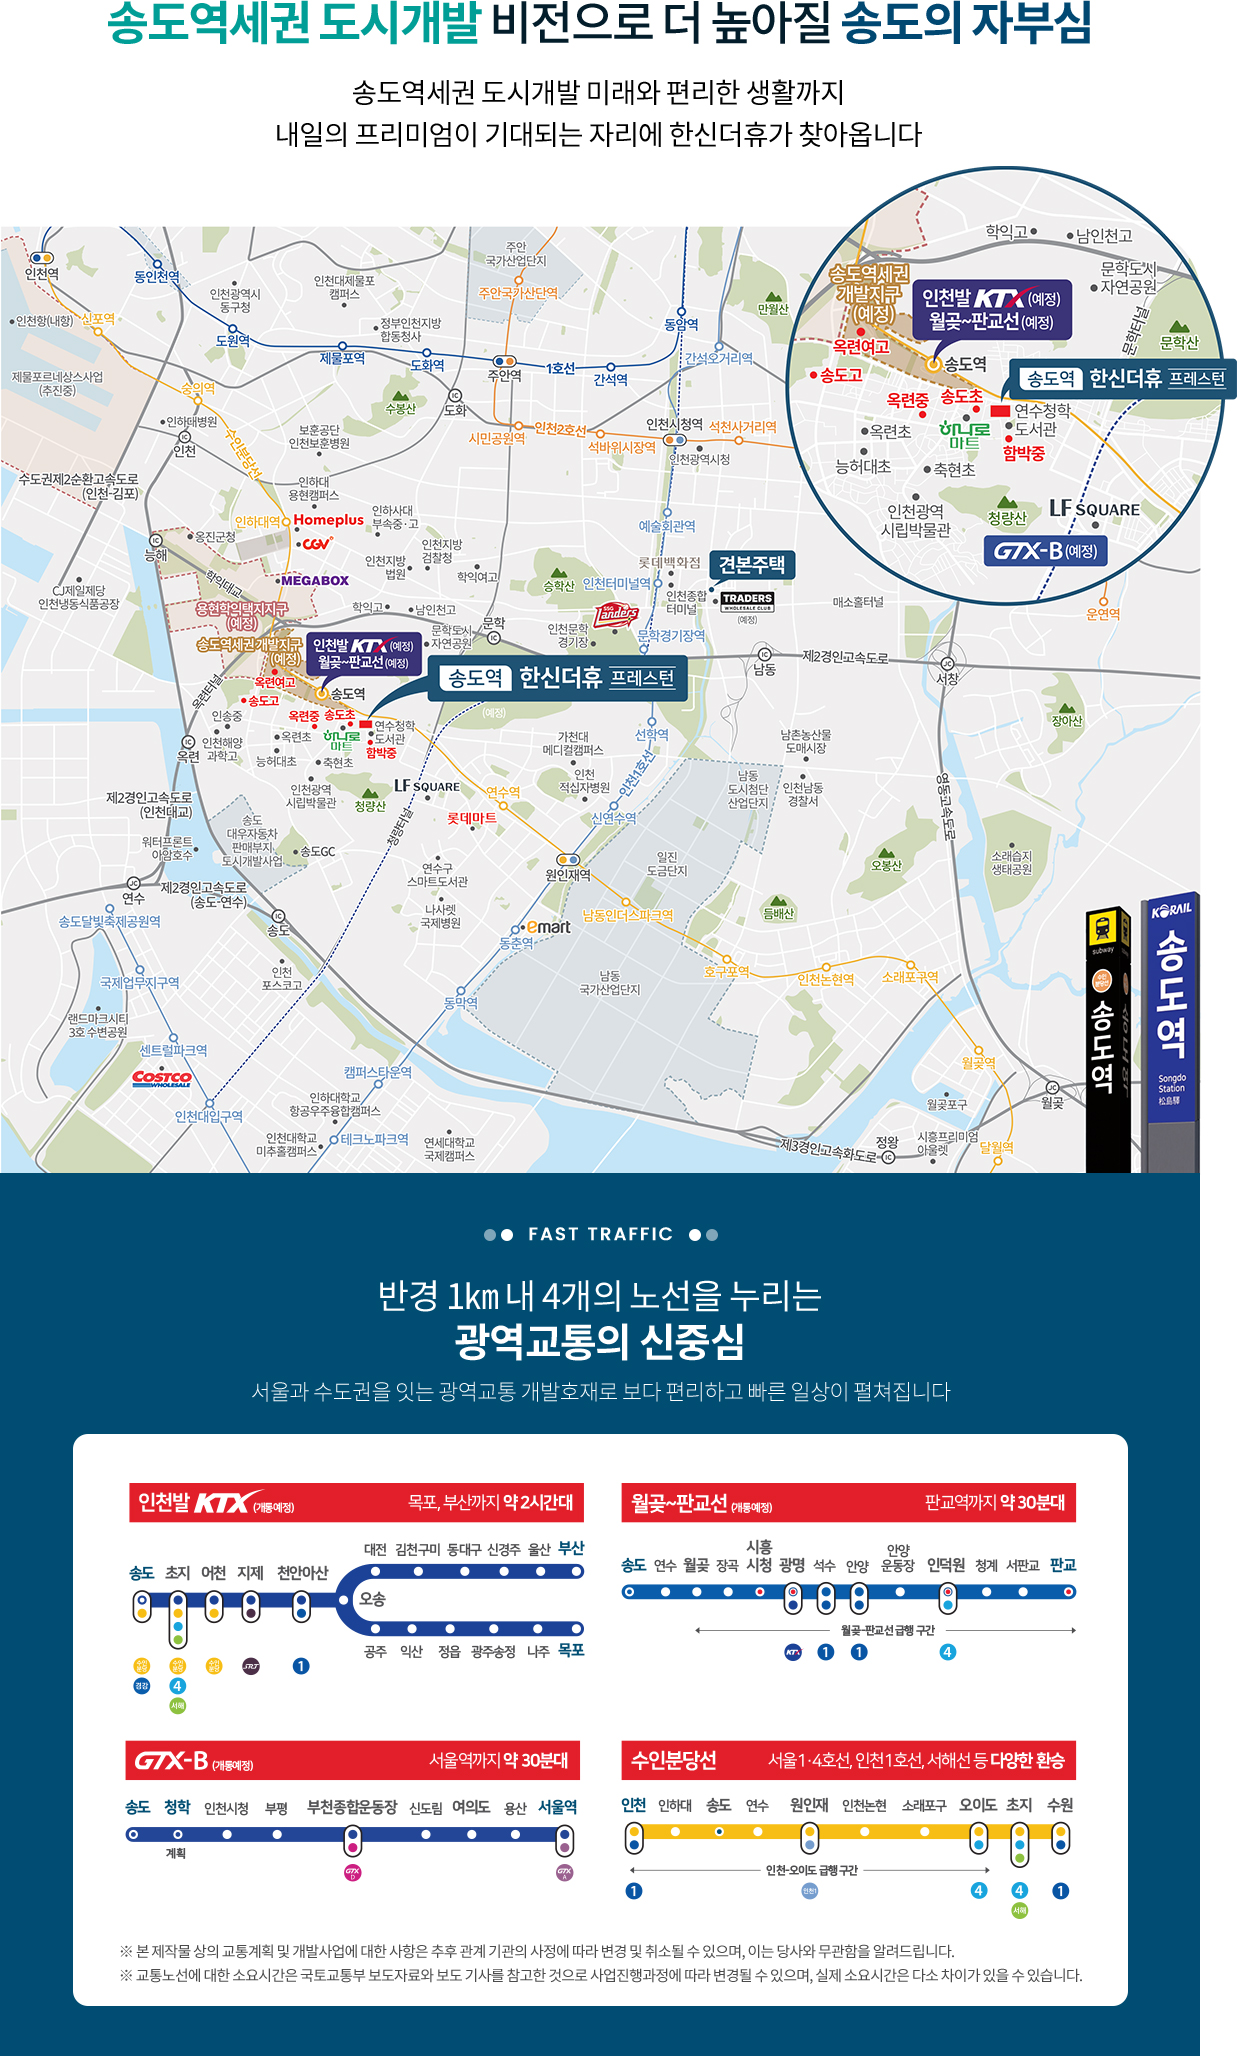 송도역세권 도시개발 비전으로 더 높아질 송도의 자부심
송도역세권 도시개발 미래와 편리한 생활까지
내일의 프리미엄이 기대되는 자리에 한신더휴가 찾아옵니다
학익고
남인천고
문학도시
자연공원
문학터널
문학산
송도역세권
개발지구
(예정)
인천발 KTX (예정)
월곶~판교선 (예정)
옥련여고
송도역
송도고
송도역 한신더휴 프레스턴
옥련중
송도초
연수청학
도서관
하나로
마트
옥련초
함박중
능허대초
축현초
인천광역
시립박물관
청량산
LF SQUARE
GTX-B (예정)
인천역
동인천역
인천광역시
동구청
인천대제물포
캠퍼스
주안
국가산업단지
주안국가산단역
만월산
인천항(내항)
신포역
정부인천지방
합동청사
도원역
제물포역
도화역
주안역
1호선
간석역
동암역
간석오거리역
제물포르네상스사업
(추진중)
숭의역
수봉산
도화
인하대병원
인천
보훈공단
인천보훈병원
수인분당선
시민공원역
인천2호선
석바위시장역
인천시청역
석천사거리역
인천광역시청
수도권제2순환고속도로
(인천-김포)
인하대
용현캠퍼스
인하대역
Homeplus
CGV
인하사대
부속중·고
예술회관역
능해
옹진군청
학익대교
인천지방
법원
인천지방
검찰청
학익여고
MEGABOX
승학산
롯데백화점
인천터미널역
인천종합
터미널
견본주택
TRADERS
WHOLESALE CLUB
(예정)
매소홀터널
운연역
CJ제일제당
인천냉동식품공장
용현학익택지지구
(예정)
학익고
남인천고
문학도시
자연공원
문학
인천문학
경기장
SSG
Landers
문학경기장역
송도역세권개발지구
(예정)
인천발 KTX (예정)
월곶~판교선 (예정)
제2경인고속도로
남동
서창
옥련여고
송도역
송도고
송도역 한신더휴 프레스턴
(예정)
옥련터널
인송중
옥련중
송도초
연수청학
도서관
하나로
마트
함박중
옥련초
인천해양
과학고
옥련
능허대초
축현초
가천대
메디컬캠퍼스
선학역
남촌농산물
도매시장
장아산
인천1호선
인천광역
시립박물관
청량산
LF SQUARE
연수역
인천
적십자병원
남동
도시첨단
산업단지
인천남동
경찰서
영동고속도로
제2경인고속도로
(인천대교)
롯데마트
신연수역
송도
대우자동차
판매부지
도시개발사업
송도GC
청량터널
워터프론트
아암호수
연수구
스마트도서관
원인재역
일진
도금단지
오봉산
소래습지
생태공원
연수
제2경인고속도로
(송도-연수)
나사렛
국제병원
남동인더스파크역
듬배산
송도달빛축제공원역
송도
emart
동춘역
호구포역
인천논현역
소래포구역
국제업무지구역
인천
포스코고
동막역
남동
국가산업단지
랜드마크시티
3호 수변공원
센트럴파크역
COSTCO
WHOLESALE
캠퍼스타운역
월곶역
인천대입구역
인하대학교
항공우주융합캠퍼스
월곶포구
월곶
인천대학교
미추홀캠퍼스
테크노파크역
연세대학교
국제캠퍼스
제3경인고속화도로
정왕
시흥프리미엄
아울렛
달월역
subway
수인
분당선
송도역
KORAIL
송도역
Songdo
Station
松島驛
FAST TRAFFIC
반경 1㎞ 내 4개의 노선을 누리는
광역교통의 신중심
서울과 수도권을 잇는 광역교통 개발호재로 보다 편리하고 빠른 일상이 펼쳐집니다
인천발 KTX (개통예정) 목포, 부산까지 약 2시간대
대전 김천구미 동대구 신경주 울산 부산
송도 초지 어천 지제 천안아산
오송
공주 익산 정읍 광주송정 나주 목포
수인분당 수인분당 수인분당 SRT 1
경강 4
서해
월곶~판교선 (개통예정) 판교역까지 약 30분대
송도 연수 월곶 장곡 시흥시청 광명 석수 안양 안양운동장 인덕원 청계 서판교 판교
월곶-판교선 급행 구간
KTX 1 1 4
GTX-B (개통예정) 서울역까지 약 30분대
송도 청학 인천시청 부평 부천종합운동장 신도림 여의도 용산 서울역
계획
GTX D GTX A
수인분당선 서울1·4호선, 인천1호선, 서해선 등 다양한 환승
인천 인하대 송도 연수 원인재 인천논현 소래포구 오이도 초지 수원
인천-오이도 급행 구간
1 인천1 4 4 1
서해
※ 본 제작물 상의 교통계획 및 개발사업에 대한 사항은 추후 관계 기관의 사정에 따라 변경 및 취소될 수 있으며, 이는 당사와 무관함을 알려드립니다.
※ 교통노선에 대한 소요시간은 국토교통부 보도자료와 보도 기사를 참고한 것으로 사업진행과정에 따라 변경될 수 있으며, 실제 소요시간은 다소 차이가 있을 수 있습니다.